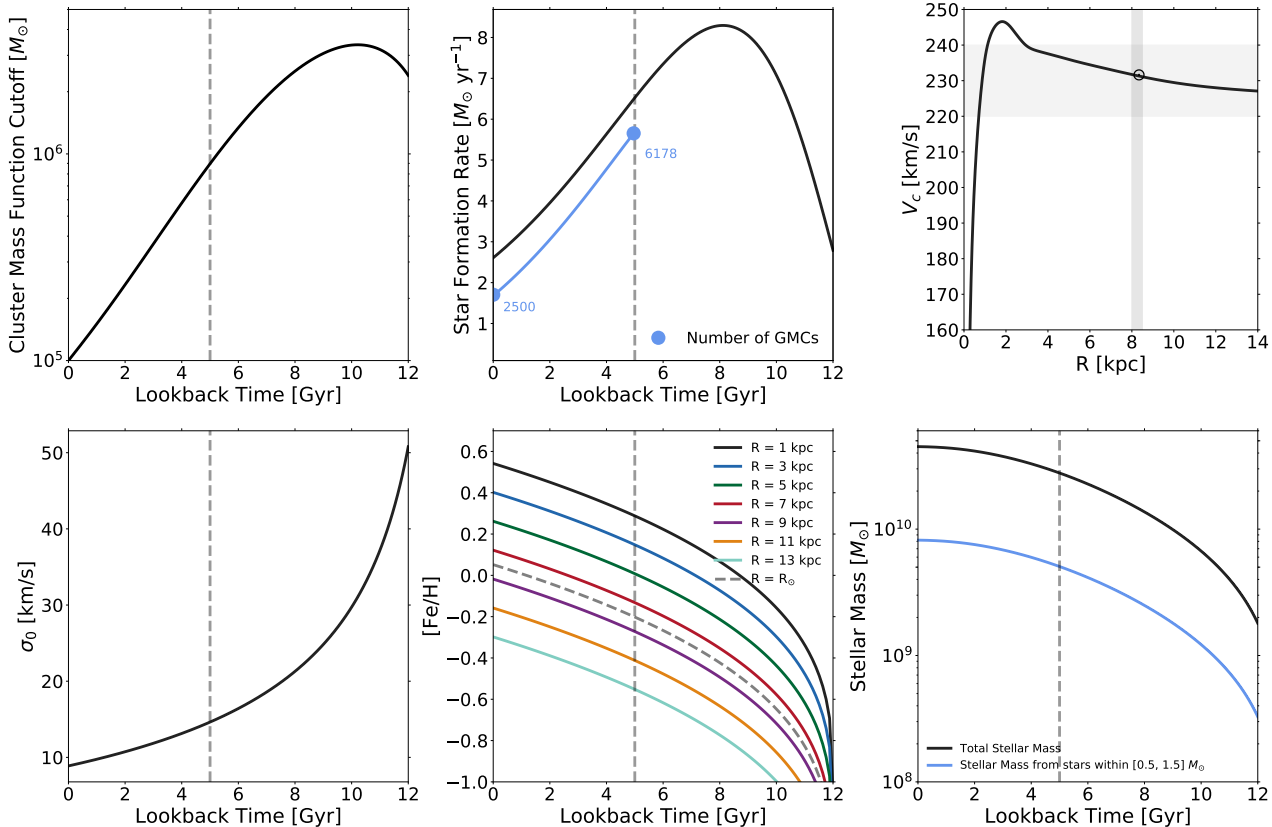 Cluster Mass Function Cutoff [M⊙]
10⁶
10⁵
0 2 4 6 8 10 12
Lookback Time [Gyr]
Star Formation Rate [M⊙ yr⁻¹]
8
7
6
5
4
3
2
1
6178
2500
Number of GMCs
0 2 4 6 8 10 12
Lookback Time [Gyr]
V_c [km/s]
250
240
230
220
210
200
190
180
170
160
0 2 4 6 8 10 12 14
R [kpc]
σ₀ [km/s]
50
40
30
20
10
0 2 4 6 8 10 12
Lookback Time [Gyr]
[Fe/H]
0.6
0.4
0.2
0.0
−0.2
−0.4
−0.6
−0.8
−1.0
R = 1 kpc
R = 3 kpc
R = 5 kpc
R = 7 kpc
R = 9 kpc
R = 11 kpc
R = 13 kpc
R = R⊙
0 2 4 6 8 10 12
Lookback Time [Gyr]
Stellar Mass [M⊙]
10¹⁰
10⁹
10⁸
Total Stellar Mass
Stellar Mass from stars within [0.5, 1.5] M⊙
0 2 4 6 8 10 12
Lookback Time [Gyr]